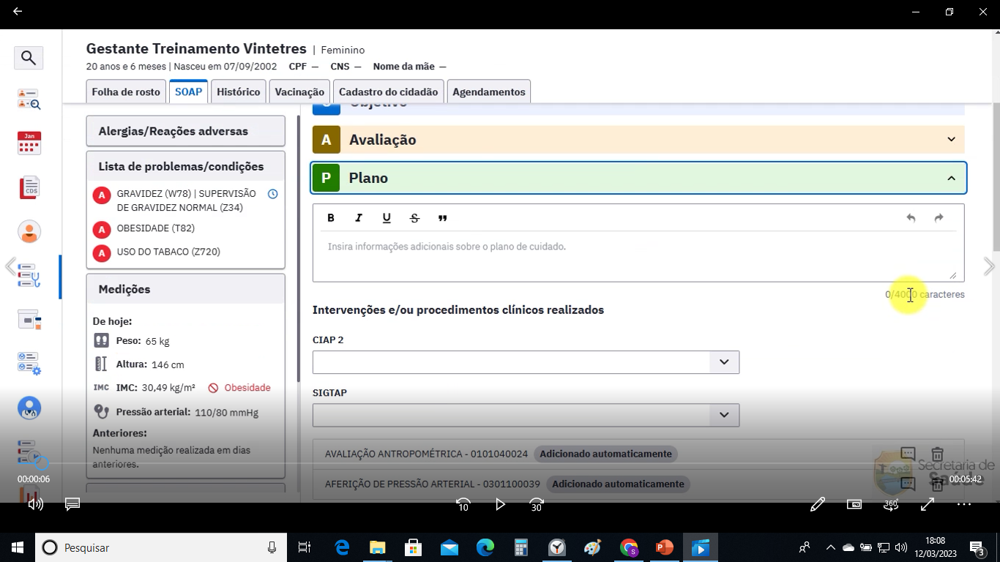 Gestante Treinamento Vintetres | Feminino
20 anos e 6 meses | Nasceu em 07/09/2002 CPF — CNS — Nome da mãe —
Folha de rosto SOAP Histórico Vacinação Cadastro do cidadão Agendamentos
Jan
CDS
Alergias/Reações adversas
Lista de problemas/condições
A GRAVIDEZ (W78) | SUPERVISÃO
DE GRAVIDEZ NORMAL (Z34)
A OBESIDADE (T82)
A USO DO TABACO (Z720)
Medições
De hoje:
Peso: 65 kg
Altura: 146 cm
IMC IMC: 30,49 kg/m² Obesidade
Pressão arterial: 110/80 mmHg
Anteriores:
Nenhuma medição realizada em dias
anteriores.
Objetivo
A Avaliação
P Plano
B I U S
Insira informações adicionais sobre o plano de cuidado.
0/4000 caracteres
Intervenções e/ou procedimentos clínicos realizados
CIAP 2
SIGTAP
AVALIAÇÃO ANTROPOMÉTRICA - 0101040024 Adicionado automaticamente
AFERIÇÃO DE PRESSÃO ARTERIAL - 0301100039 Adicionado automaticamente
Secretaria de
Saúde
00:00:06
00:05:42
10 30 360°
Pesquisar
18:08
12/03/2023
3